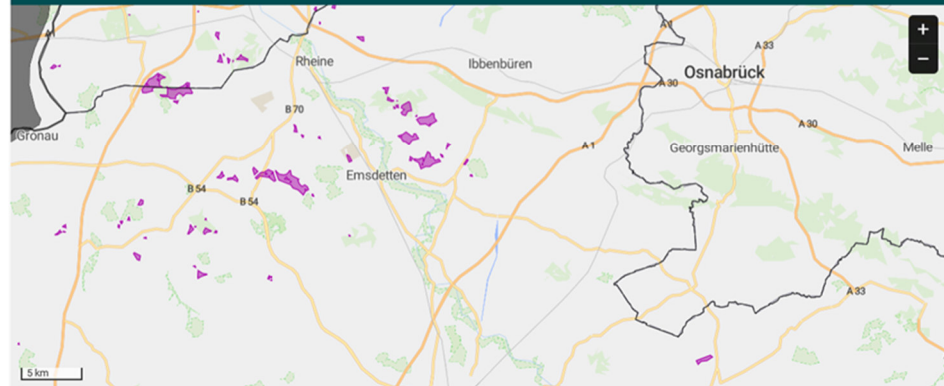 +
−
A 1
A 33
Rheine
Ibbenbüren
Osnabrück
A 30
B 70
A 30
Gronau
A 1
Georgsmarienhütte
Melle
Emsdetten
B 54
B 54
A 33
5 km